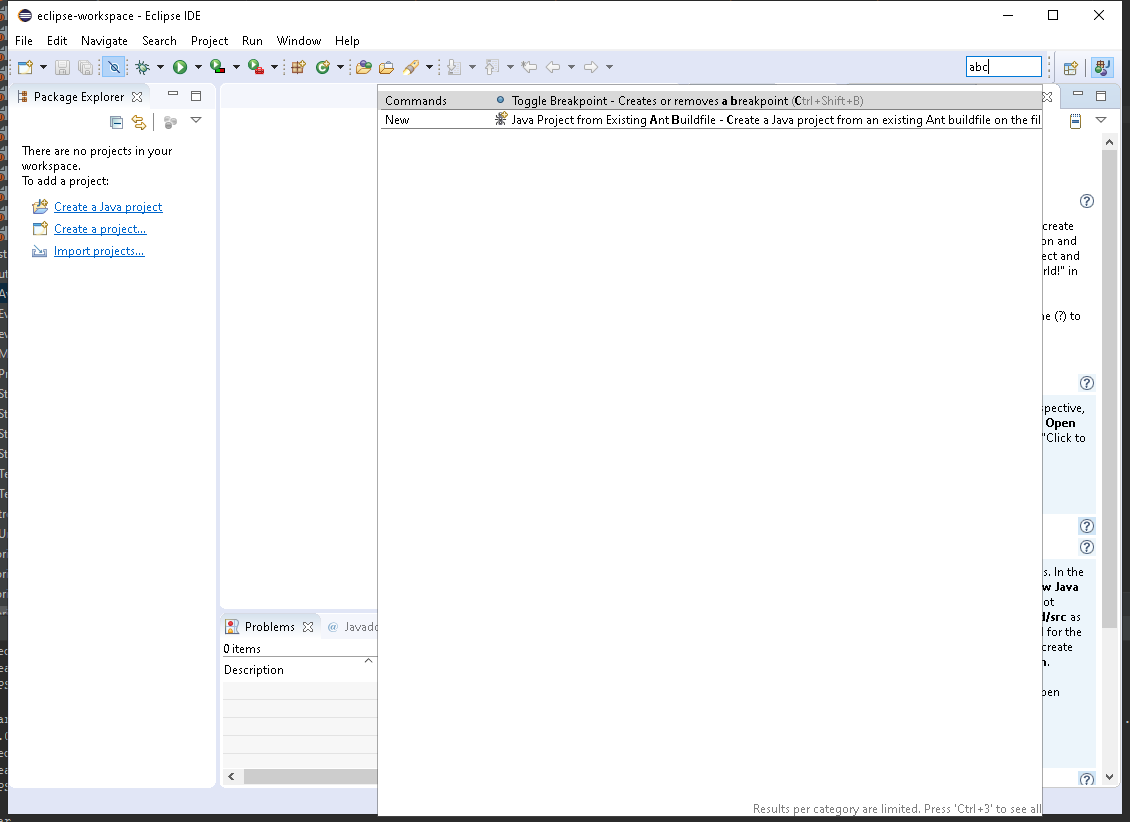 eclipse-workspace - Eclipse IDE
File Edit Navigate Search Project Run Window Help
abc
Package Explorer
There are no projects in your
workspace.
To add a project:
Create a Java project
Create a project...
Import projects...
Commands Toggle Breakpoint - Creates or removes a breakpoint (Ctrl+Shift+B)
New Java Project from Existing Ant Buildfile - Create a Java project from an existing Ant buildfile on the fil
create
on and
ect and
rld!" in
ne (?) to
spective,
Open
"Click to
s. In the
w Java
ot
d/src as
d for the
create
n.
pen
Problems @ Javado
0 items
Description
Results per category are limited. Press 'Ctrl+3' to see all